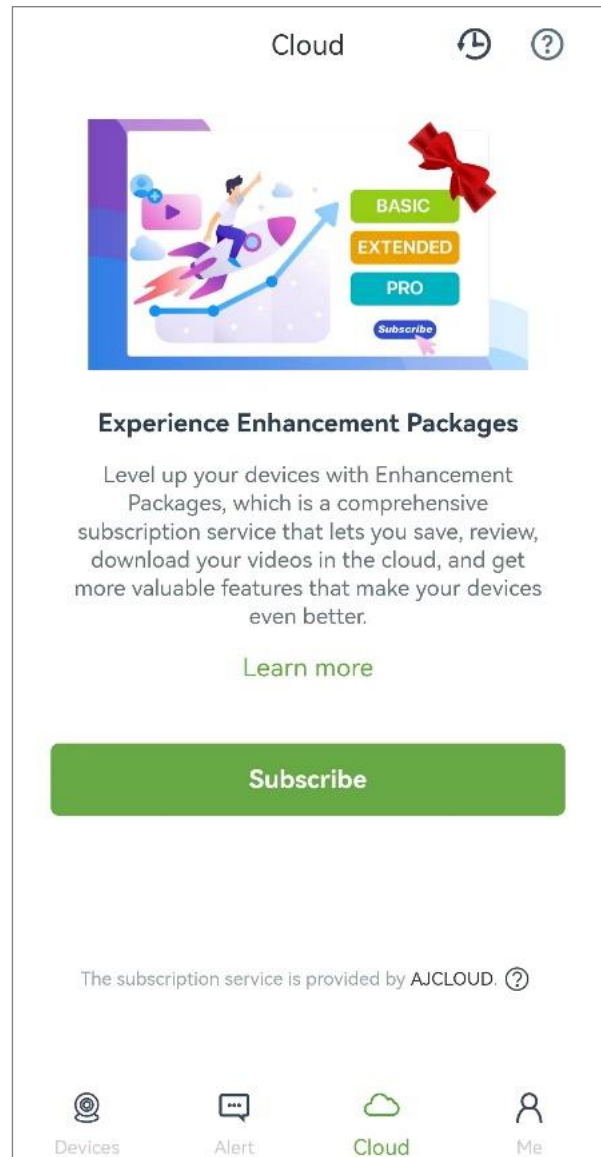 Cloud
BASIC
EXTENDED
PRO
Subscribe
Experience Enhancement Packages
Level up your devices with Enhancement
Packages, which is a comprehensive
subscription service that lets you save, review,
download your videos in the cloud, and get
more valuable features that make your devices
even better.
Learn more
Subscribe
The subscription service is provided by AJCLOUD. ?
Devices Alert Cloud Me